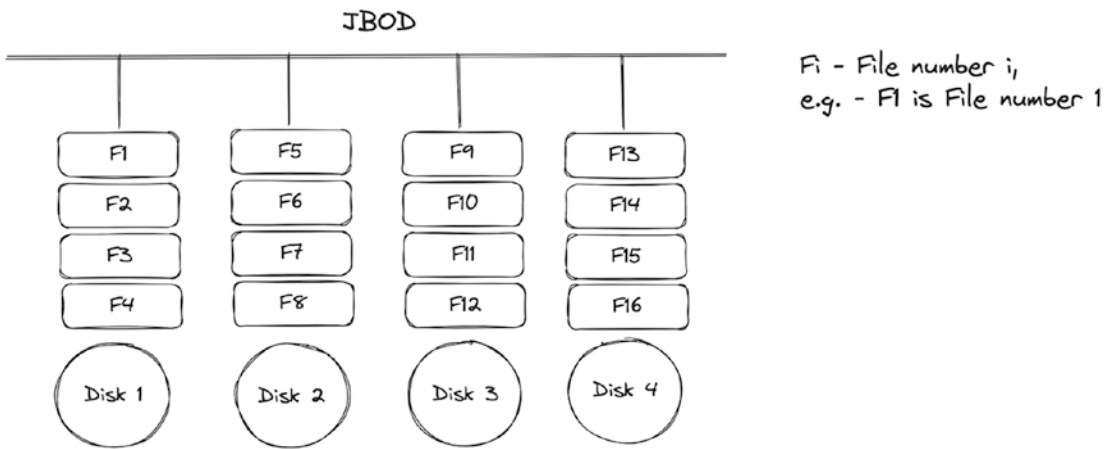 JBOD
Fi - File number i,
e.g. - F1 is File number 1
F1 F5 F9 F13
F2 F6 F10 F14
F3 F7 F11 F15
F4 F8 F12 F16
Disk 1 Disk 2 Disk 3 Disk 4